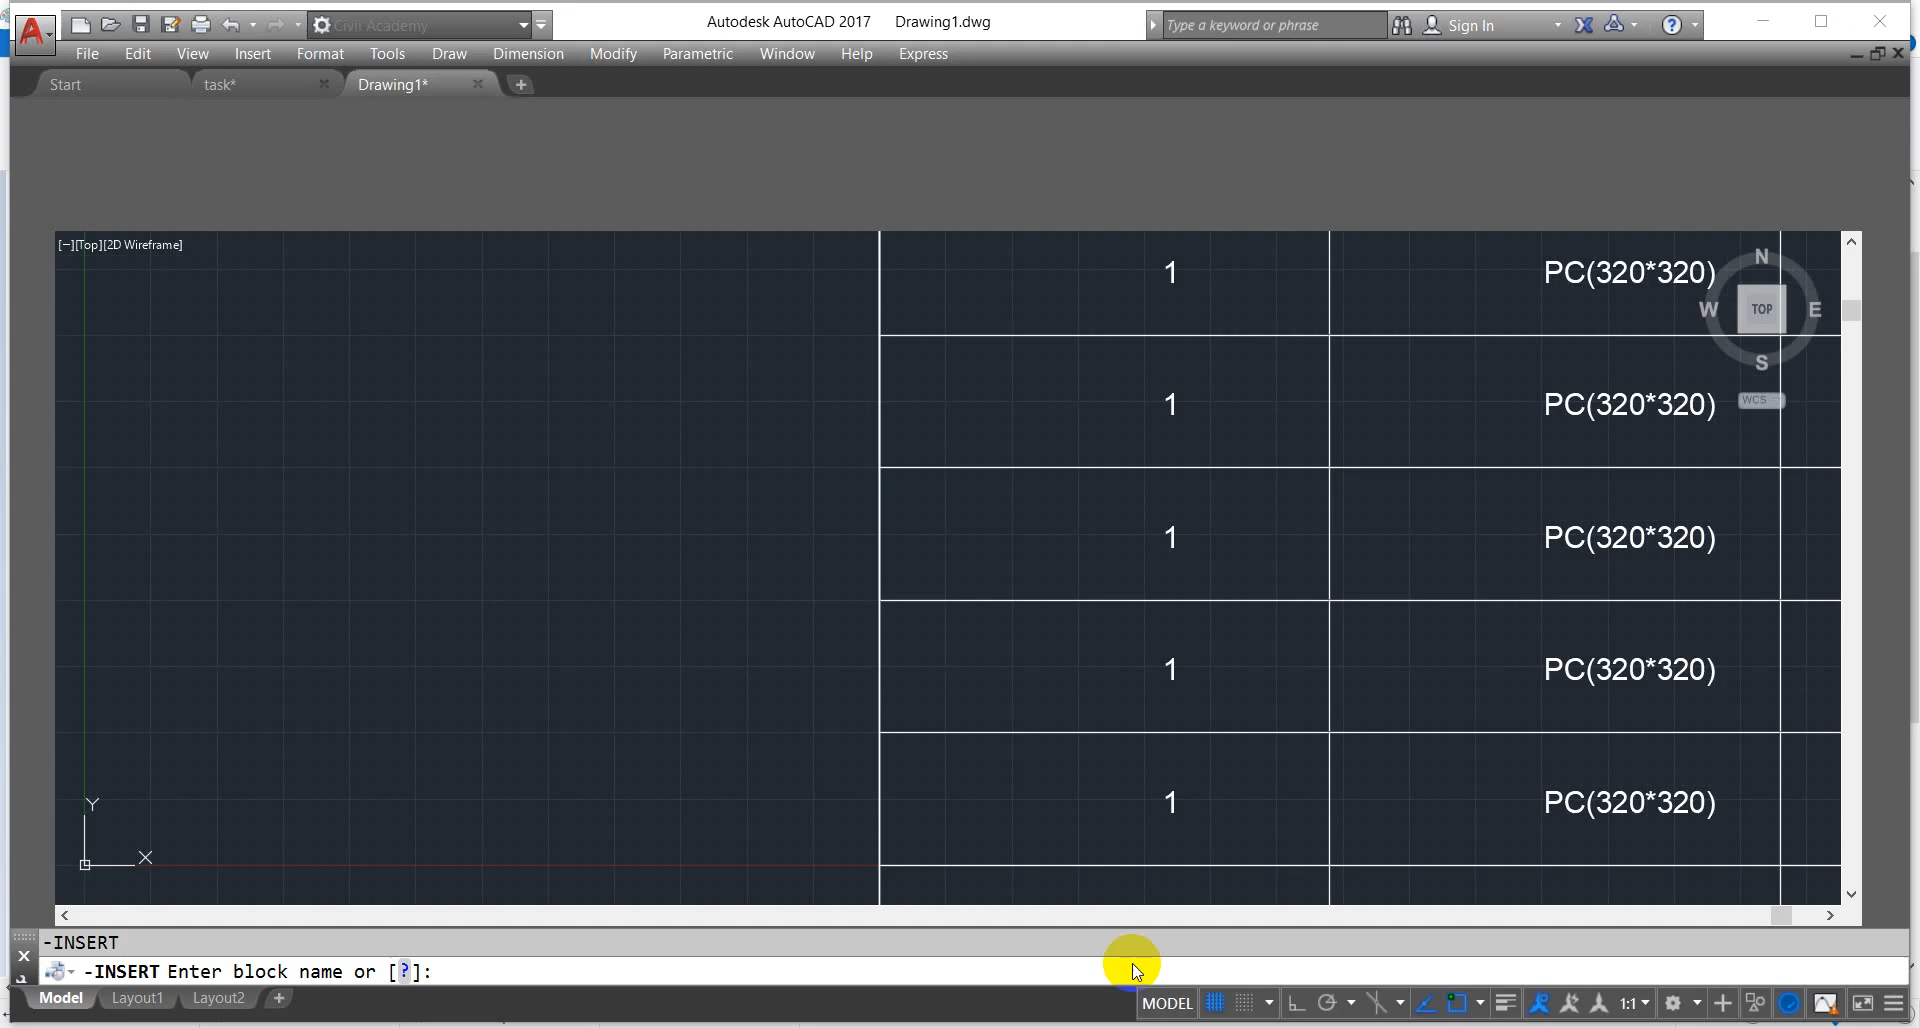 Civil Academy
Autodesk AutoCAD 2017 Drawing1.dwg
Type a keyword or phrase
Sign In
File Edit View Insert Format Tools Draw Dimension Modify Parametric Window Help Express
Start task* Drawing1*
[−][Top][2D Wireframe]
1 PC(320*320)
1 PC(320*320)
1 PC(320*320)
1 PC(320*320)
1 PC(320*320)
N
W TOP E
S
WCS
Y
X
-INSERT
-INSERT Enter block name or [?]:
Model Layout1 Layout2
MODEL 1:1